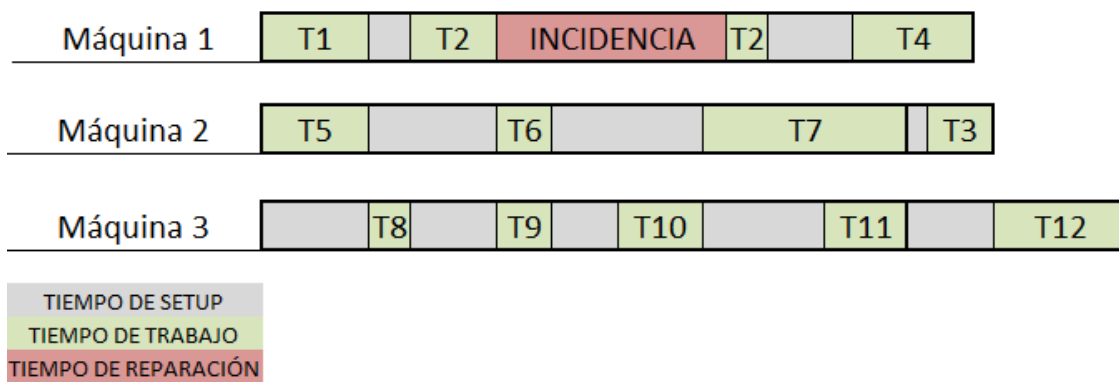 Máquina 1 T1 T2 INCIDENCIA T2 T4
Máquina 2 T5 T6 T7 T3
Máquina 3 T8 T9 T10 T11 T12
TIEMPO DE SETUP
TIEMPO DE TRABAJO
TIEMPO DE REPARACIÓN